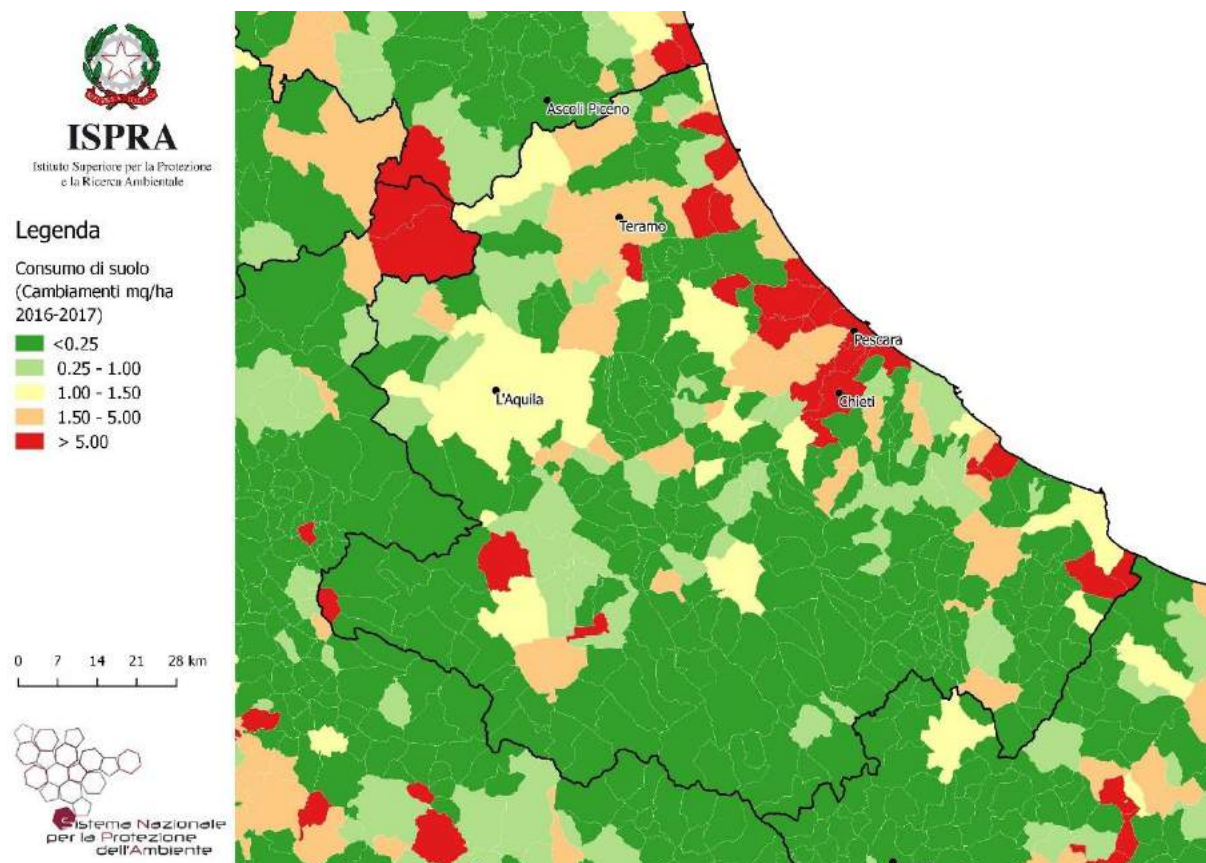 ISPRA
Istituto Superiore per la Protezione
e la Ricerca Ambientale
Legenda
Consumo di suolo
(Cambiamenti mq/ha
2016-2017)
<0.25
0.25 - 1.00
1.00 - 1.50
1.50 - 5.00
> 5.00
0 7 14 21 28 km
Sistema Nazionale
per la Protezione
dell'Ambiente
Ascoli Piceno
Teramo
Pescara
L'Aquila
Chieti